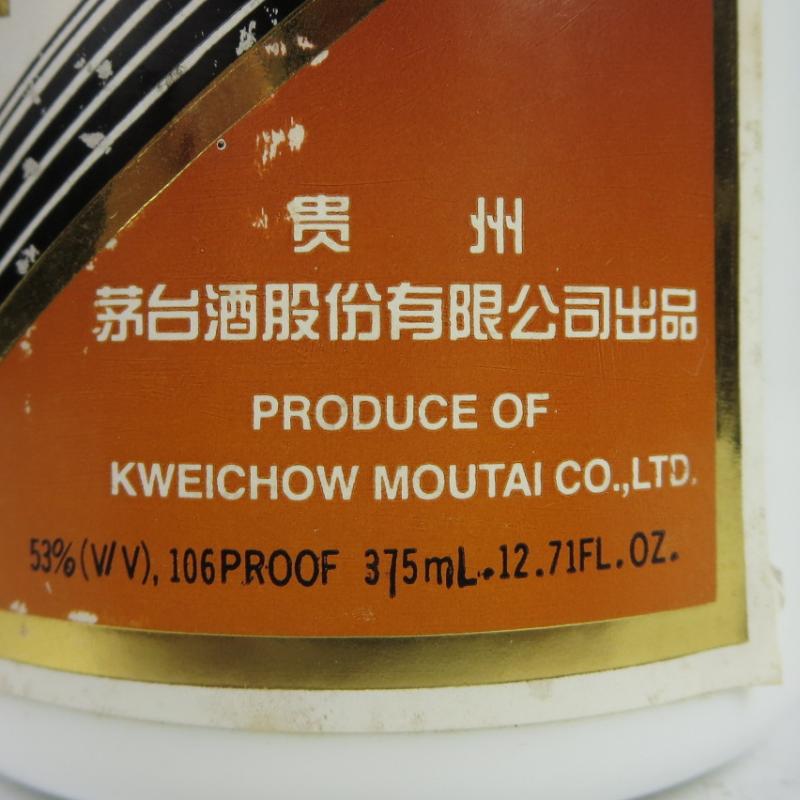 贵 州
茅台酒股份有限公司出品
PRODUCE OF
KWEICHOW MOUTAI CO.,LTD.
53%(V/V), 106PROOF 375mL.12.71FL.OZ.